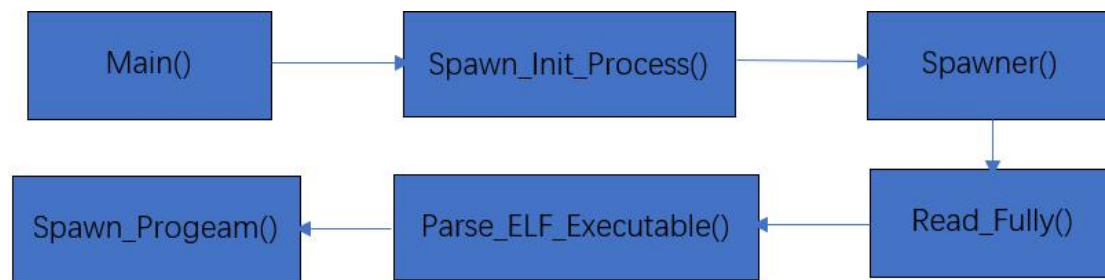 Main()
Spawn_Init_Process()
Spawner()
Read_Fully()
Parse_ELF_Executable()
Spawn_Progeam()